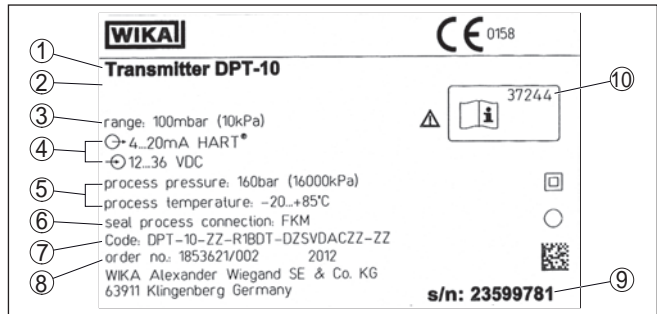 WIKAI
CE 0158
① Transmitter DPT-10
②
⑩
37244
③ range: 100mbar (10kPa)
④ 4...20mA HART®
12...36 VDC
⑤ process pressure: 160bar (16000kPa)
process temperature: -20...+85°C
⑥ seal process connection: FKM
⑦ Code: DPT-10-ZZ-R1BDT-DZSVDACZZ-ZZ
⑧ order no.: 1853621/002 2012
WIKA Alexander Wiegand SE & Co. KG
63911 Klingenberg Germany
⑨
s/n: 23599781